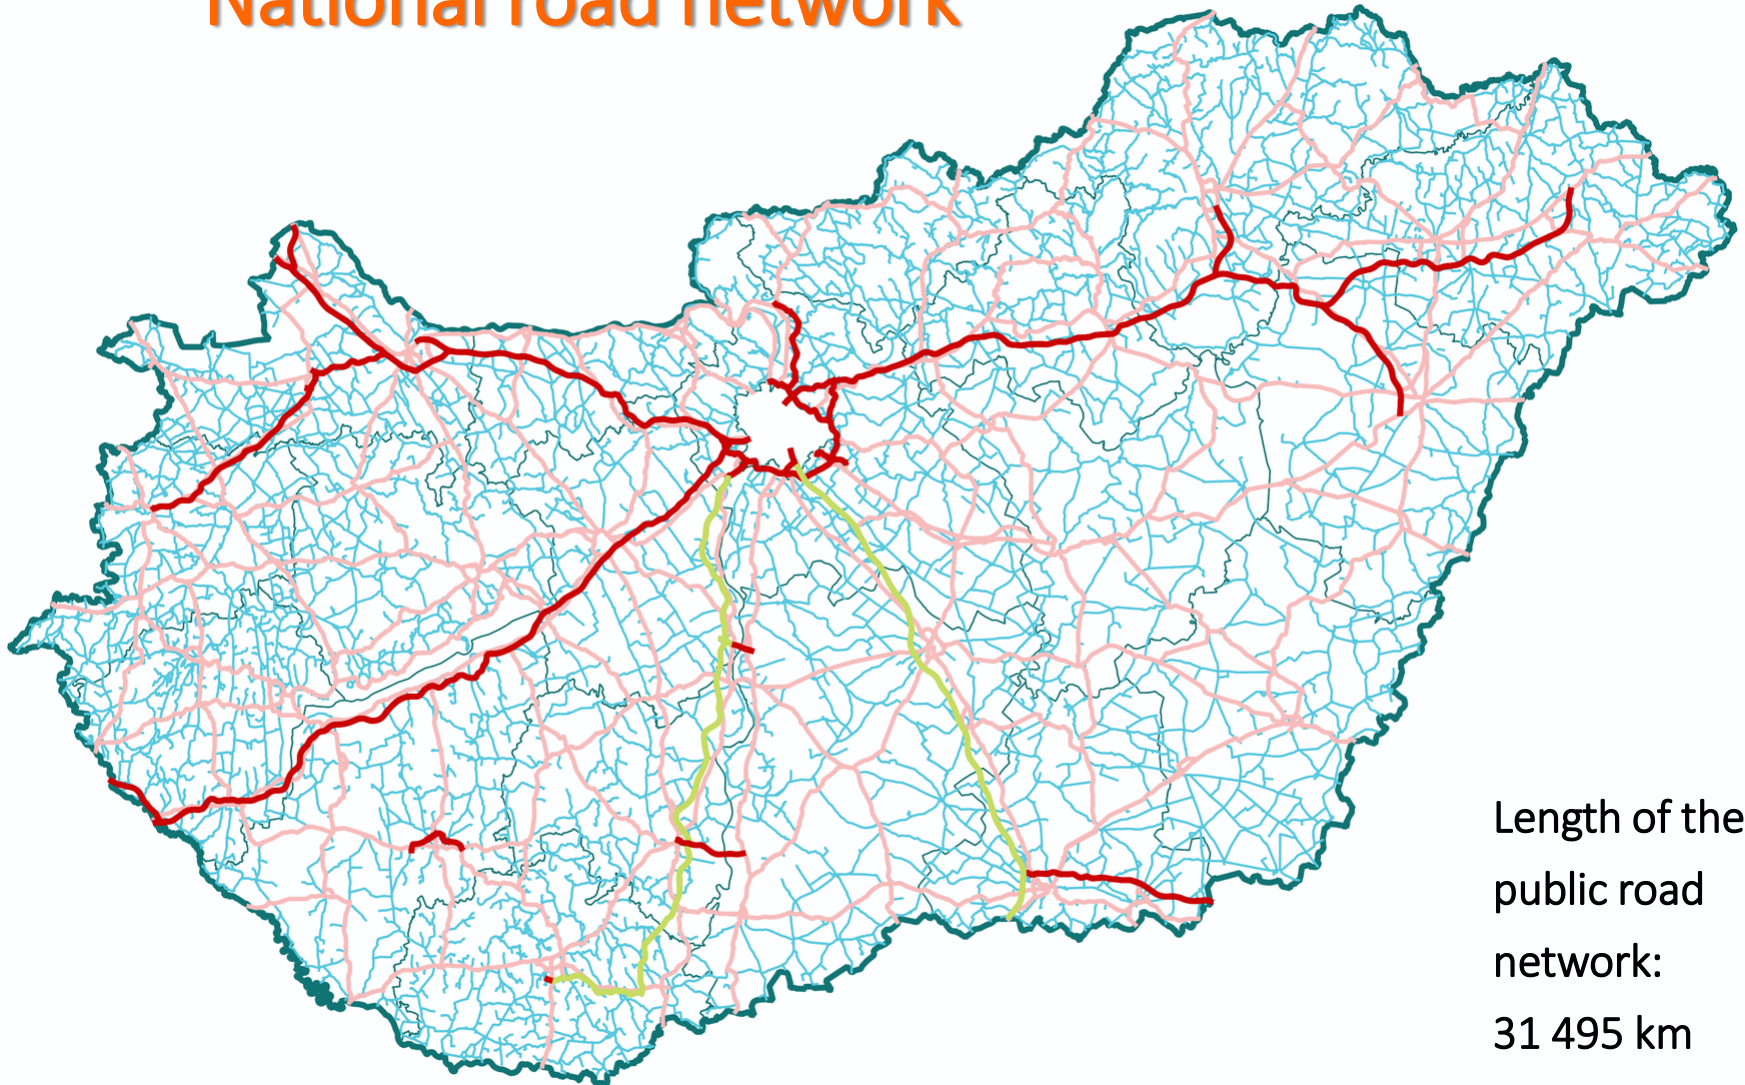 National road network
Length of the
public road
network:
31 495 km